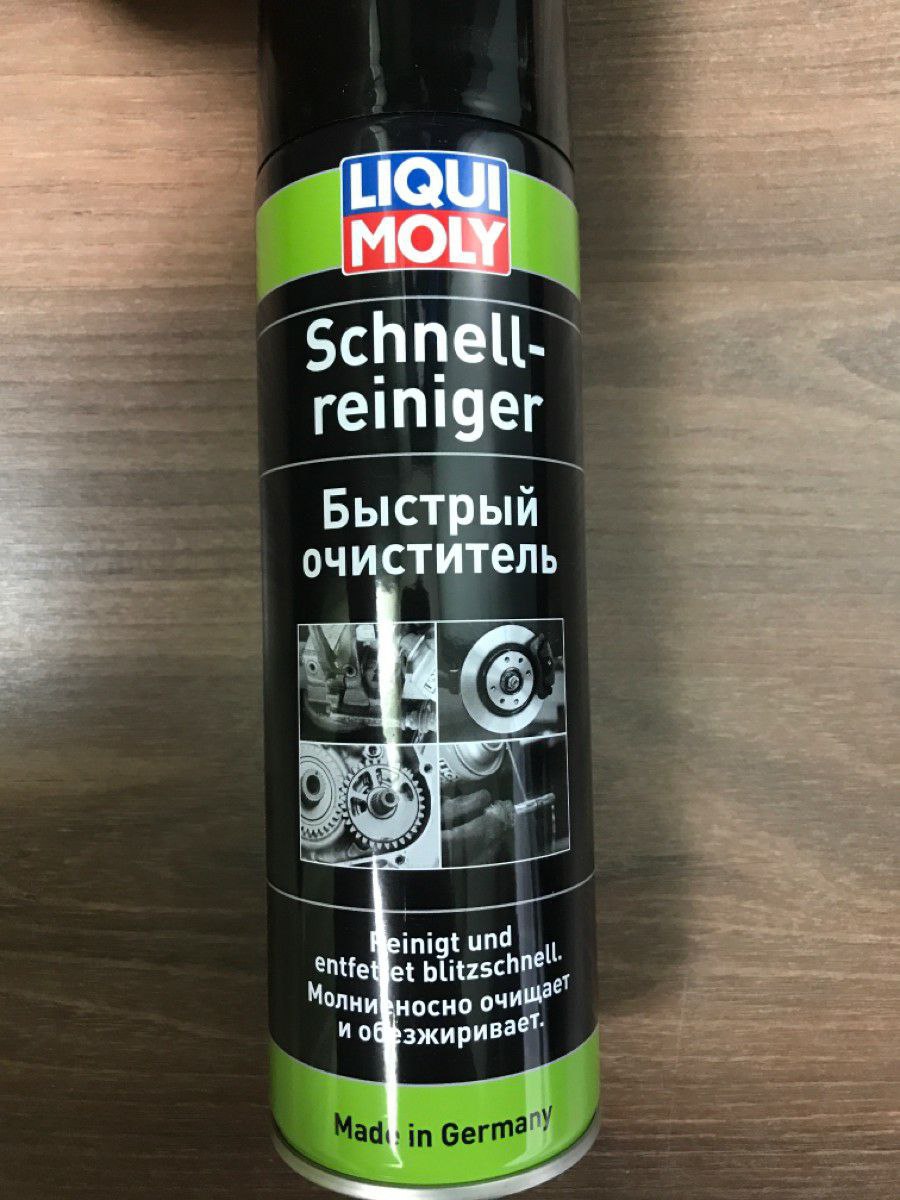 LIQUI
MOLY
Schnell-
reiniger
Быстрый
очиститель
Reinigt und
entfettet blitzschnell.
Молниеносно очищает
и обезжиривает.
Made in Germany